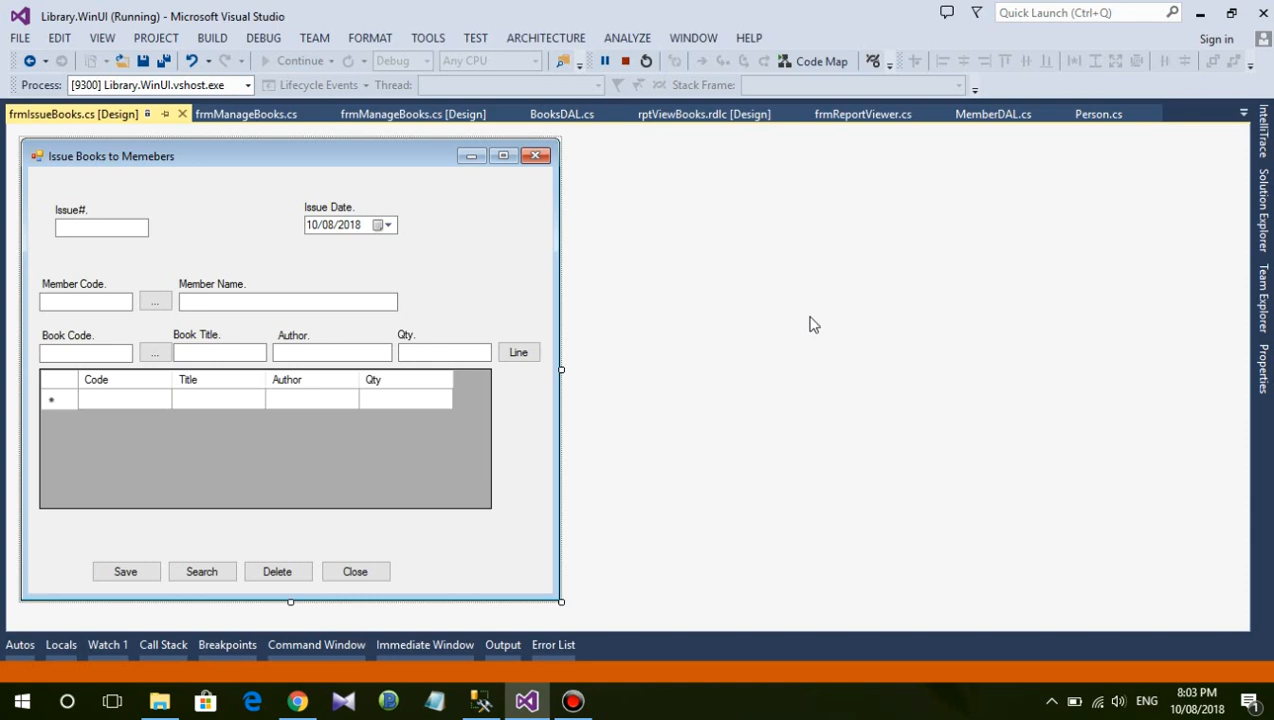 Library.WinUI (Running) - Microsoft Visual Studio
Quick Launch (Ctrl+Q)
FILE EDIT VIEW PROJECT BUILD DEBUG TEAM FORMAT TOOLS TEST ARCHITECTURE ANALYZE WINDOW HELP
Sign in
Continue Debug Any CPU Code Map
Process: [9300] Library.WinUI.vshost.exe Lifecycle Events Thread: Stack Frame:
frmIssueBooks.cs [Design] frmManageBooks.cs frmManageBooks.cs [Design] BooksDAL.cs rptViewBooks.rdlc [Design] frmReportViewer.cs MemberDAL.cs Person.cs
IntelliTrace
Solution Explorer
Team Explorer
Properties
Issue Books to Memebers
Issue#.
Issue Date.
10/08/2018
Member Code. Member Name.
...
Book Code. Book Title. Author. Qty.
... Line
Code Title Author Qty
*
Save Search Delete Close
Autos Locals Watch 1 Call Stack Breakpoints Command Window Immediate Window Output Error List
ENG
8:03 PM
10/08/2018
1